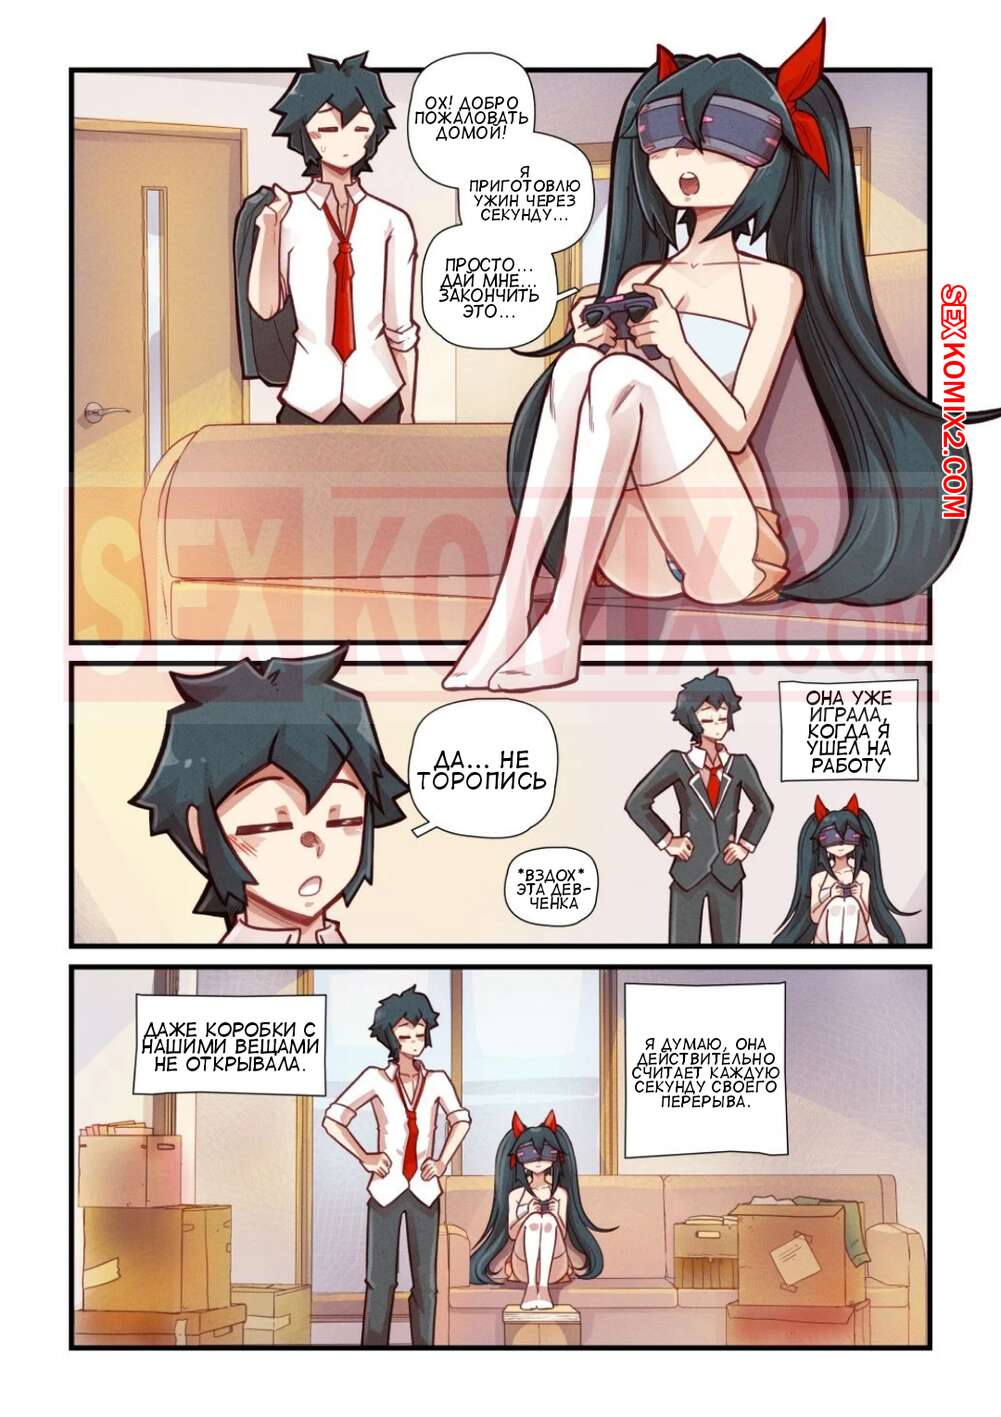 ОХ! ДОБРО
ПОЖАЛОВАТЬ
ДОМОЙ!
Я
ПРИГОТОВЛЮ
УЖИН ЧЕРЕЗ
СЕКУНДУ...
ПРОСТО...
ДАЙ МНЕ...
ЗАКОНЧИТЬ
ЭТО...
SEXKOMIX2.COM
SEXKOMIX2.COM
ДА... НЕ
ТОРОПИСЬ
ОНА УЖЕ
ИГРАЛА,
КОГДА Я
УШЕЛ НА
РАБОТУ
*ВЗДОХ*
ЭТА ДЕВ-
ЧЕНКА
ДАЖЕ КОРОБКИ С
НАШИМИ ВЕЩАМИ
НЕ ОТКРЫВАЛА.
Я ДУМАЮ, ОНА
ДЕЙСТВИТЕЛЬНО
СЧИТАЕТ КАЖДУЮ
СЕКУНДУ СВОЕГО
ПЕРЕРЫВА.